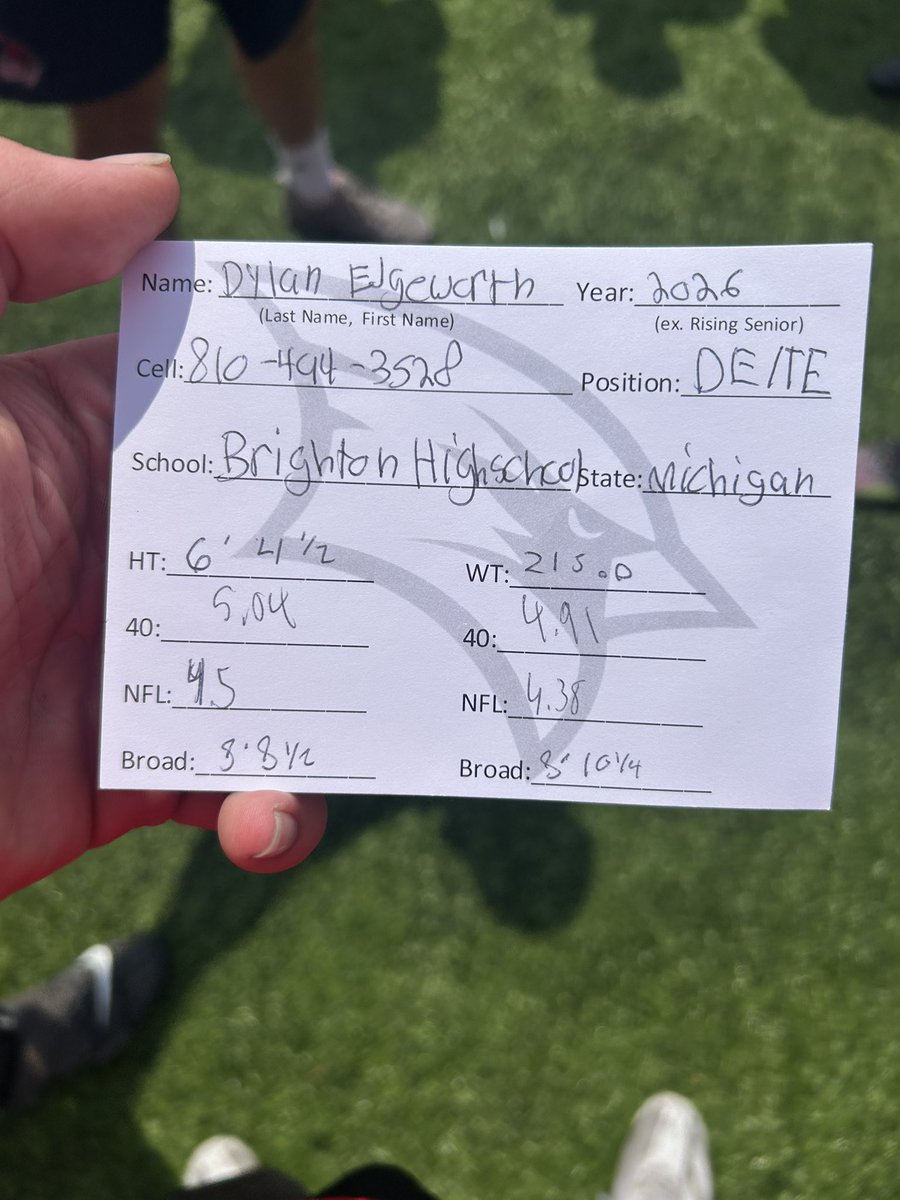 Name: Dylan Edgeworth Year: 2026
(Last Name, First Name) (ex. Rising Senior)
Cell: 810-494-3528 Position: DE/TE
School: Brighton Highschool State: Michigan
HT: 6' 4 1/2 WT: 215.0
40: 5.04 40: 4.91
NFL: 4.5 NFL: 4.38
Broad: 8'8 1/2 Broad: 8' 10 1/4